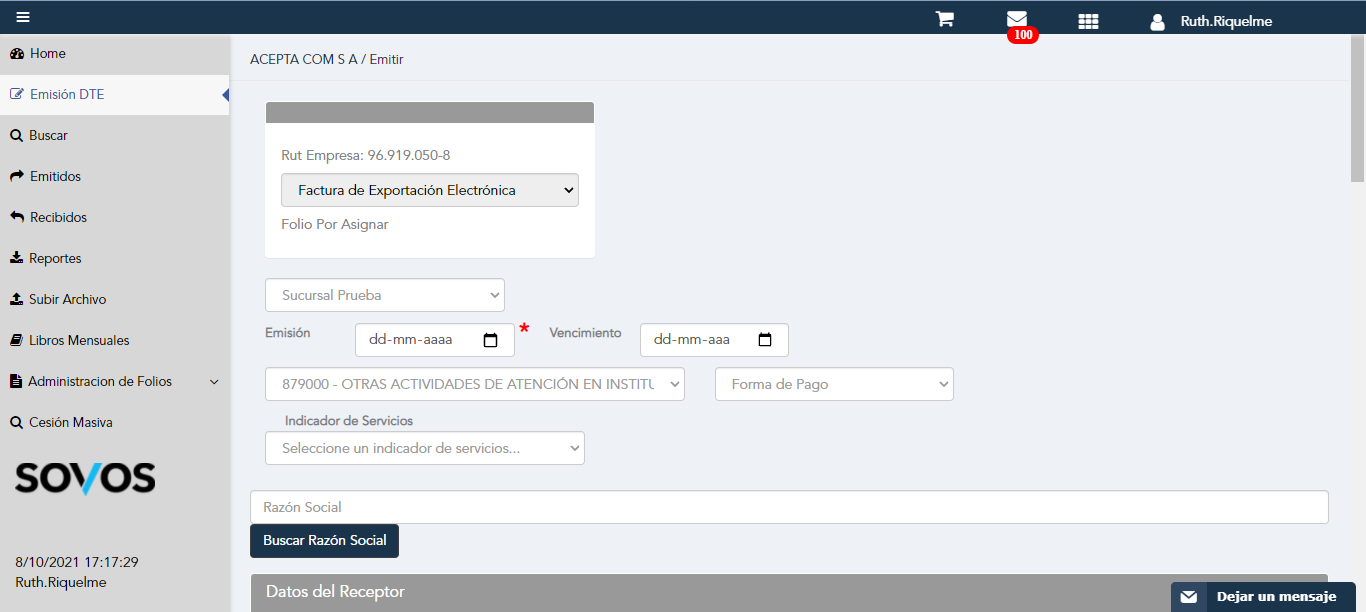 Ruth.Riquelme
100
Home
ACEPTA COM S A / Emitir
Emisión DTE
Buscar
Emitidos
Recibidos
Reportes
Subir Archivo
Libros Mensuales
Administracion de Folios
Cesión Masiva
SOVOS
8/10/2021 17:17:29
Ruth.Riquelme
Rut Empresa: 96.919.050-8
Factura de Exportación Electrónica
Folio Por Asignar
Sucursal Prueba
Emisión dd-mm-aaaa * Vencimiento dd-mm-aaa
879000 - OTRAS ACTIVIDADES DE ATENCIÓN EN INSTITU Forma de Pago
Indicador de Servicios
Seleccione un indicador de servicios...
Razón Social
Buscar Razón Social
Datos del Receptor
Dejar un mensaje